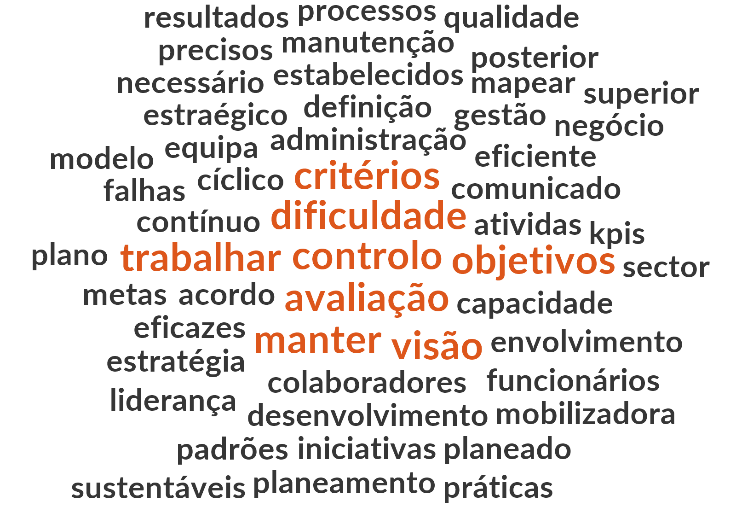 resultados processos qualidade
precisos manutenção posterior
necessário estabelecidos mapear superior
estraégico definição gestão negócio
modelo equipa administração eficiente
falhas cíclico critérios comunicado
contínuo dificuldade atividas kpis
plano trabalhar controlo objetivos sector
metas acordo avaliação capacidade
eficazes manter visão envolvimento
estratégia colaboradores funcionários
liderança desenvolvimento mobilizadora
padrões iniciativas planeado
sustentáveis planeamento práticas